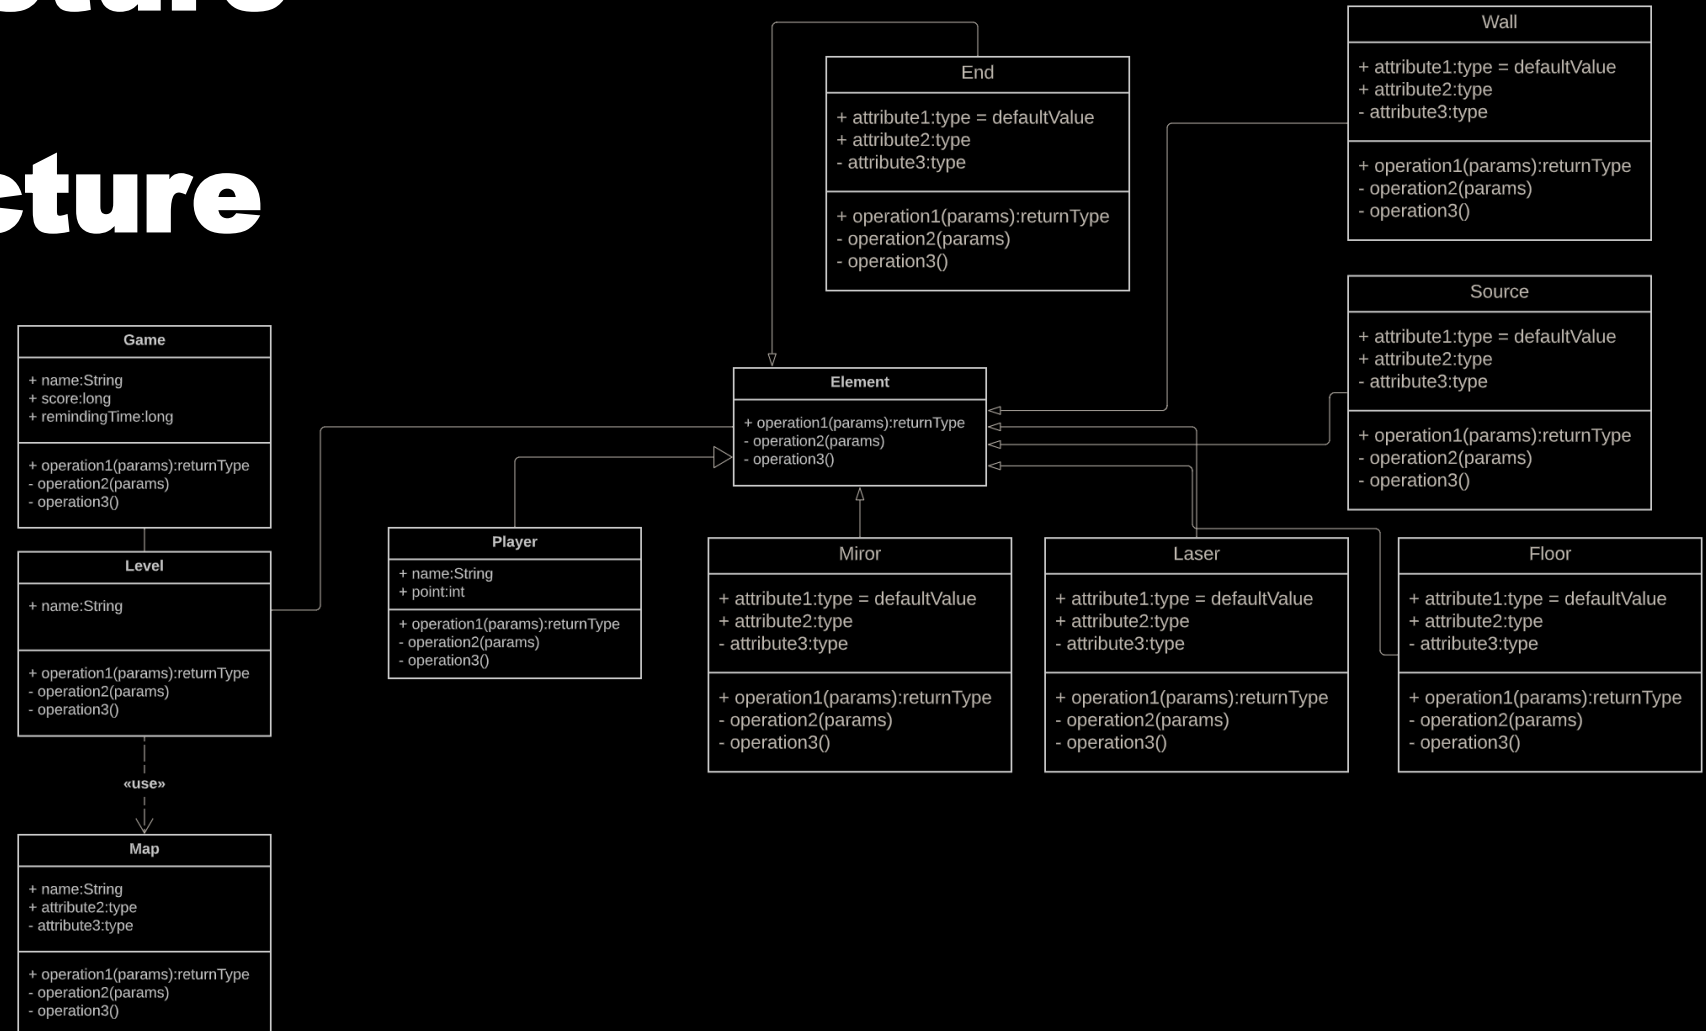 cture
Game
+ name:String
+ score:long
+ remindingTime:long
+ operation1(params):returnType
- operation2(params)
- operation3()
Level
+ name:String
+ operation1(params):returnType
- operation2(params)
- operation3()
«use»
Map
+ name:String
+ attribute2:type
- attribute3:type
+ operation1(params):returnType
- operation2(params)
- operation3()
End
+ attribute1:type = defaultValue
+ attribute2:type
- attribute3:type
+ operation1(params):returnType
- operation2(params)
- operation3()
Element
+ operation1(params):returnType
- operation2(params)
- operation3()
Player
+ name:String
+ point:int
+ operation1(params):returnType
- operation2(params)
- operation3()
Miror
+ attribute1:type = defaultValue
+ attribute2:type
- attribute3:type
+ operation1(params):returnType
- operation2(params)
- operation3()
Laser
+ attribute1:type = defaultValue
+ attribute2:type
- attribute3:type
+ operation1(params):returnType
- operation2(params)
- operation3()
Wall
+ attribute1:type = defaultValue
+ attribute2:type
- attribute3:type
+ operation1(params):returnType
- operation2(params)
- operation3()
Source
+ attribute1:type = defaultValue
+ attribute2:type
- attribute3:type
+ operation1(params):returnType
- operation2(params)
- operation3()
Floor
+ attribute1:type = defaultValue
+ attribute2:type
- attribute3:type
+ operation1(params):returnType
- operation2(params)
- operation3()